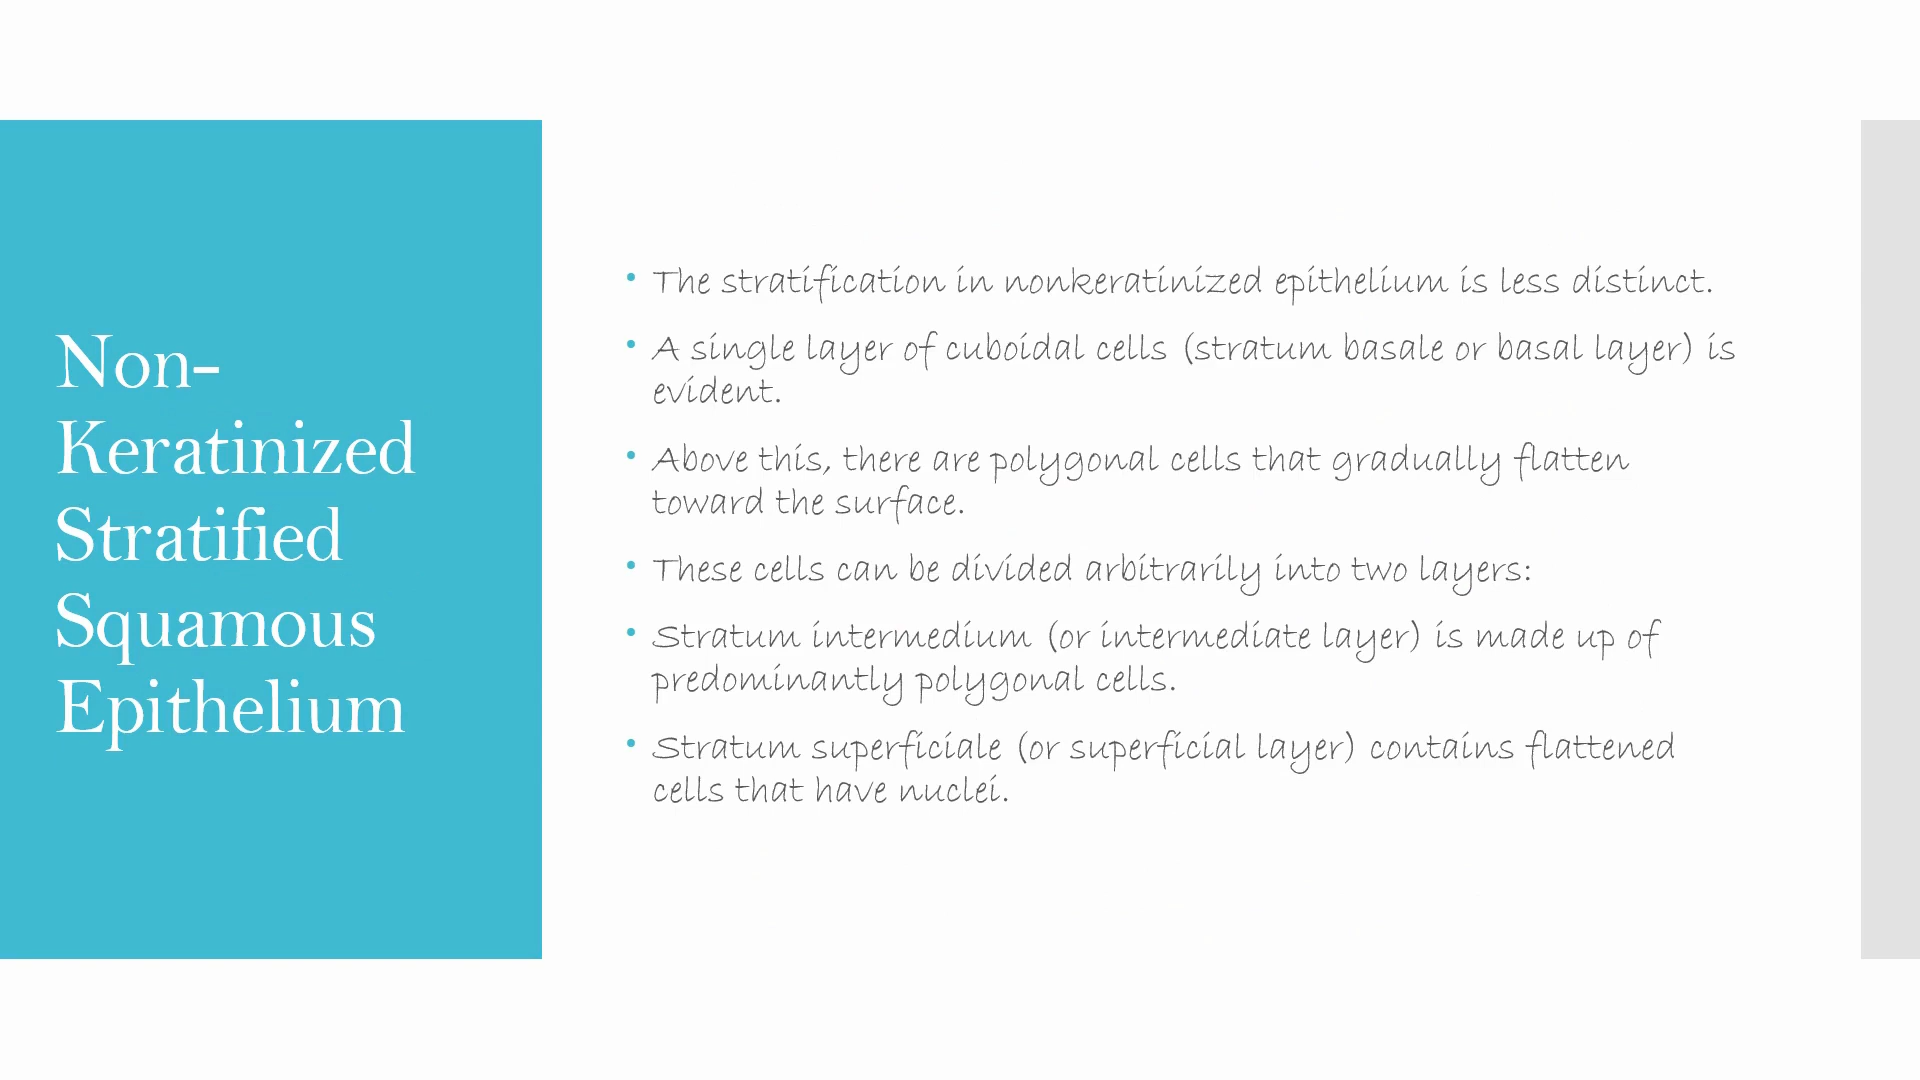 Non-
Keratinized
Stratified
Squamous
Epithelium
• The stratification in nonkeratinized epithelium is less distinct.
• A single layer of cuboidal cells (stratum basale or basal layer) is
evident.
• Above this, there are polygonal cells that gradually flatten
toward the surface.
• These cells can be divided arbitrarily into two layers:
• Stratum intermedium (or intermediate layer) is made up of
predominantly polygonal cells.
• Stratum superficiale (or superficial layer) contains flattened
cells that have nuclei.